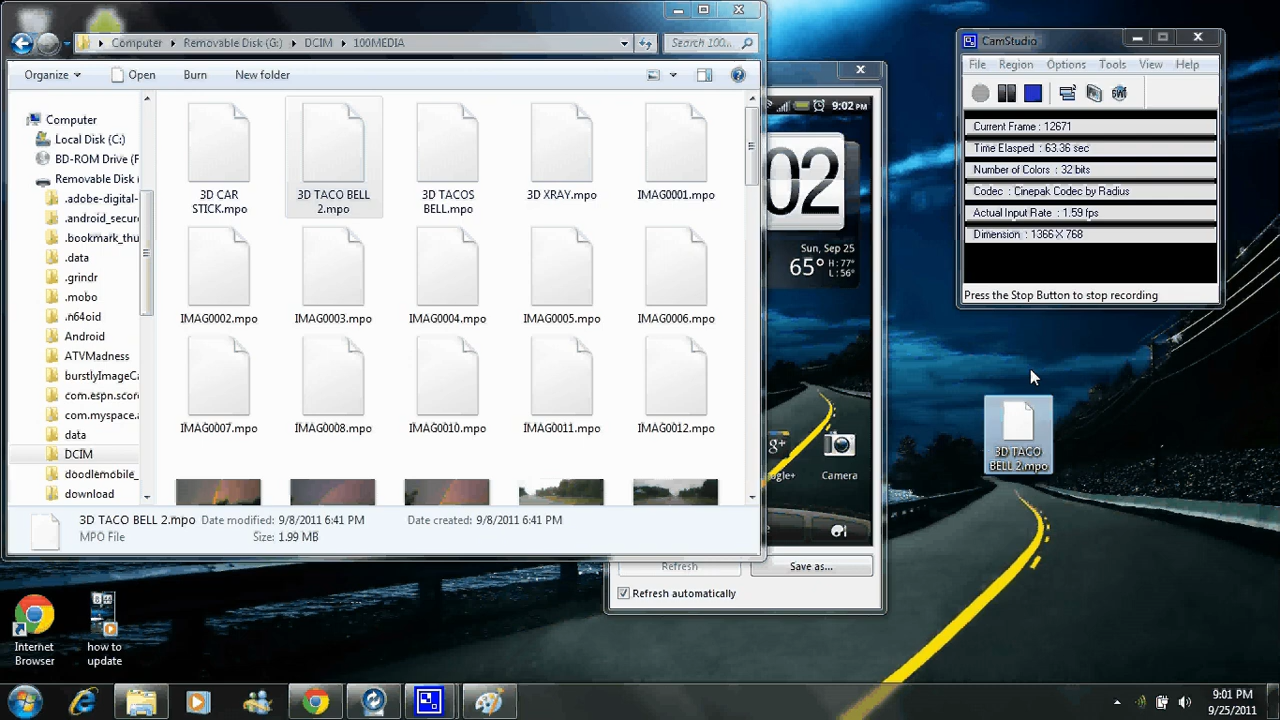 Computer
Removable Disk (G:)
DCIM
100MEDIA
Search 100...
Organize
Open
Burn
New folder
Computer
Local Disk (C:)
BD-ROM Drive (F
Removable Disk (
.adobe-digital-
.android_secure
.bookmark_thu
.data
.grindr
.mobo
.n64oid
Android
ATVMadness
burstlyImageCa
com.espn.score
com.myspace.a
data
DCIM
doodlemobile_
download
3D CAR
STICK.mpo
3D TACO BELL
2.mpo
3D TACOS
BELL.mpo
3D XRAY.mpo
IMAG0001.mpo
IMAG0002.mpo
IMAG0003.mpo
IMAG0004.mpo
IMAG0005.mpo
IMAG0006.mpo
IMAG0007.mpo
IMAG0008.mpo
IMAG0010.mpo
IMAG0011.mpo
IMAG0012.mpo
3D TACO BELL 2.mpo Date modified: 9/8/2011 6:41 PM
Date created: 9/8/2011 6:41 PM
MPO File
Size: 1.99 MB
9:02 PM
02
Sun, Sep 25
65° H: 77°
L: 56°
gle+
Camera
Refresh
Save as...
Refresh automatically
CamStudio
File Region Options Tools View Help
Current Frame : 12671
Time Elasped : 63.36 sec
Number of Colors : 32 bits
Codec : Cinepak Codec by Radius
Actual Input Rate : 1.59 fps
Dimension : 1366 X 768
Press the Stop Button to stop recording
3D TACO
BELL 2.mpo
Internet
Browser
how to
update
9:01 PM
9/25/2011